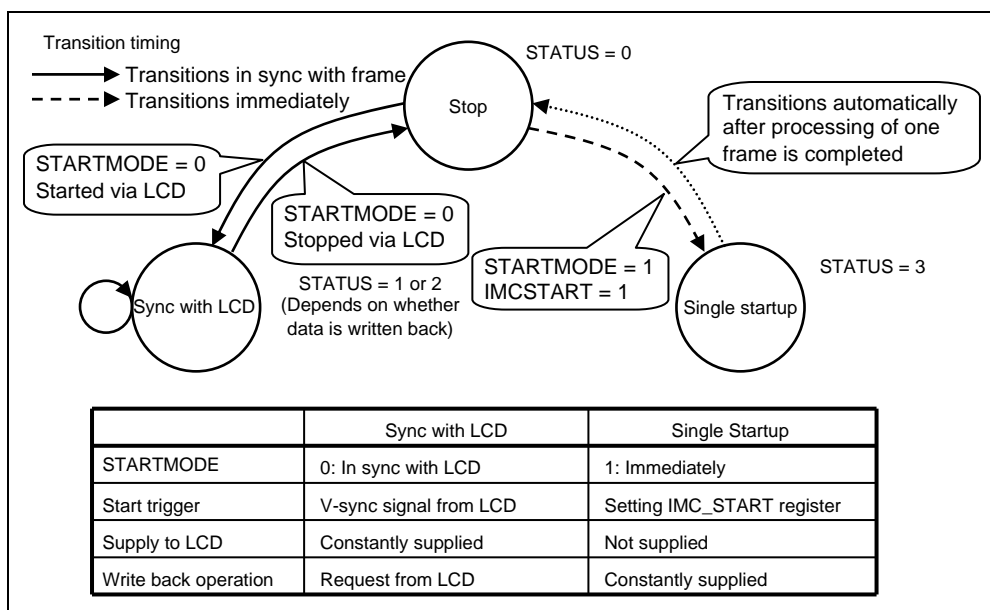 Transition timing
Transitions in sync with frame
Transitions immediately
STATUS = 0
Stop
Transitions automatically
after processing of one
frame is completed
STARTMODE = 0
Started via LCD
STARTMODE = 0
Stopped via LCD
STARTMODE = 1
IMCSTART = 1
STATUS = 1 or 2
(Depends on whether
data is written back)
STATUS = 3
Sync with LCD
Single startup
Sync with LCD Single Startup
STARTMODE 0: In sync with LCD 1: Immediately
Start trigger V-sync signal from LCD Setting IMC_START register
Supply to LCD Constantly supplied Not supplied
Write back operation Request from LCD Constantly supplied